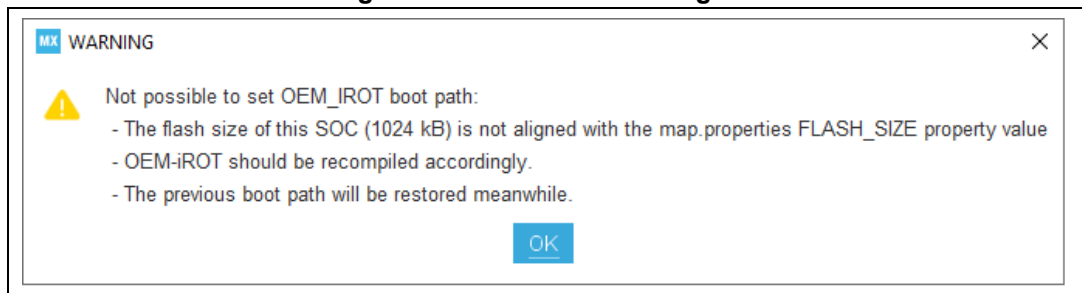 MX WARNING
Not possible to set OEM_IROT boot path:
- The flash size of this SOC (1024 kB) is not aligned with the map.properties FLASH_SIZE property value
- OEM-iROT should be recompiled accordingly.
- The previous boot path will be restored meanwhile.
OK